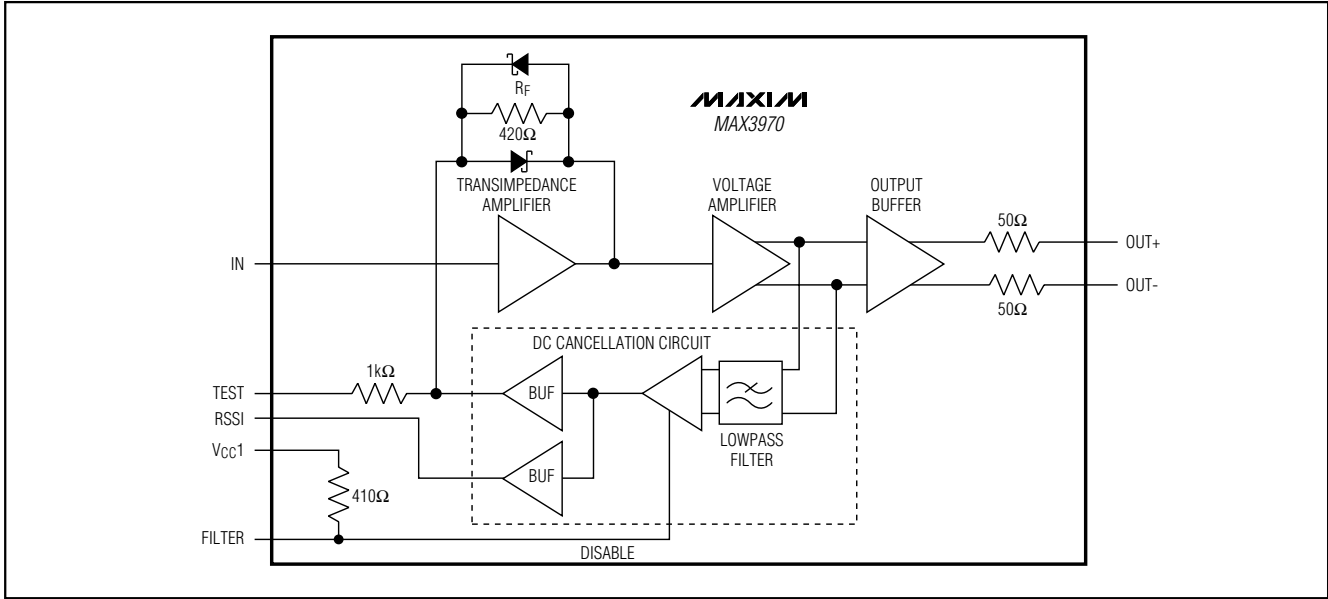 RF
420Ω
MAXIM
MAX3970
TRANSIMPEDANCE
AMPLIFIER
VOLTAGE
AMPLIFIER
OUTPUT
BUFFER
50Ω
OUT+
IN
OUT-
50Ω
DC CANCELLATION CIRCUIT
1kΩ
TEST
BUF
RSSI
LOWPASS
FILTER
VCC1
BUF
410Ω
FILTER
DISABLE